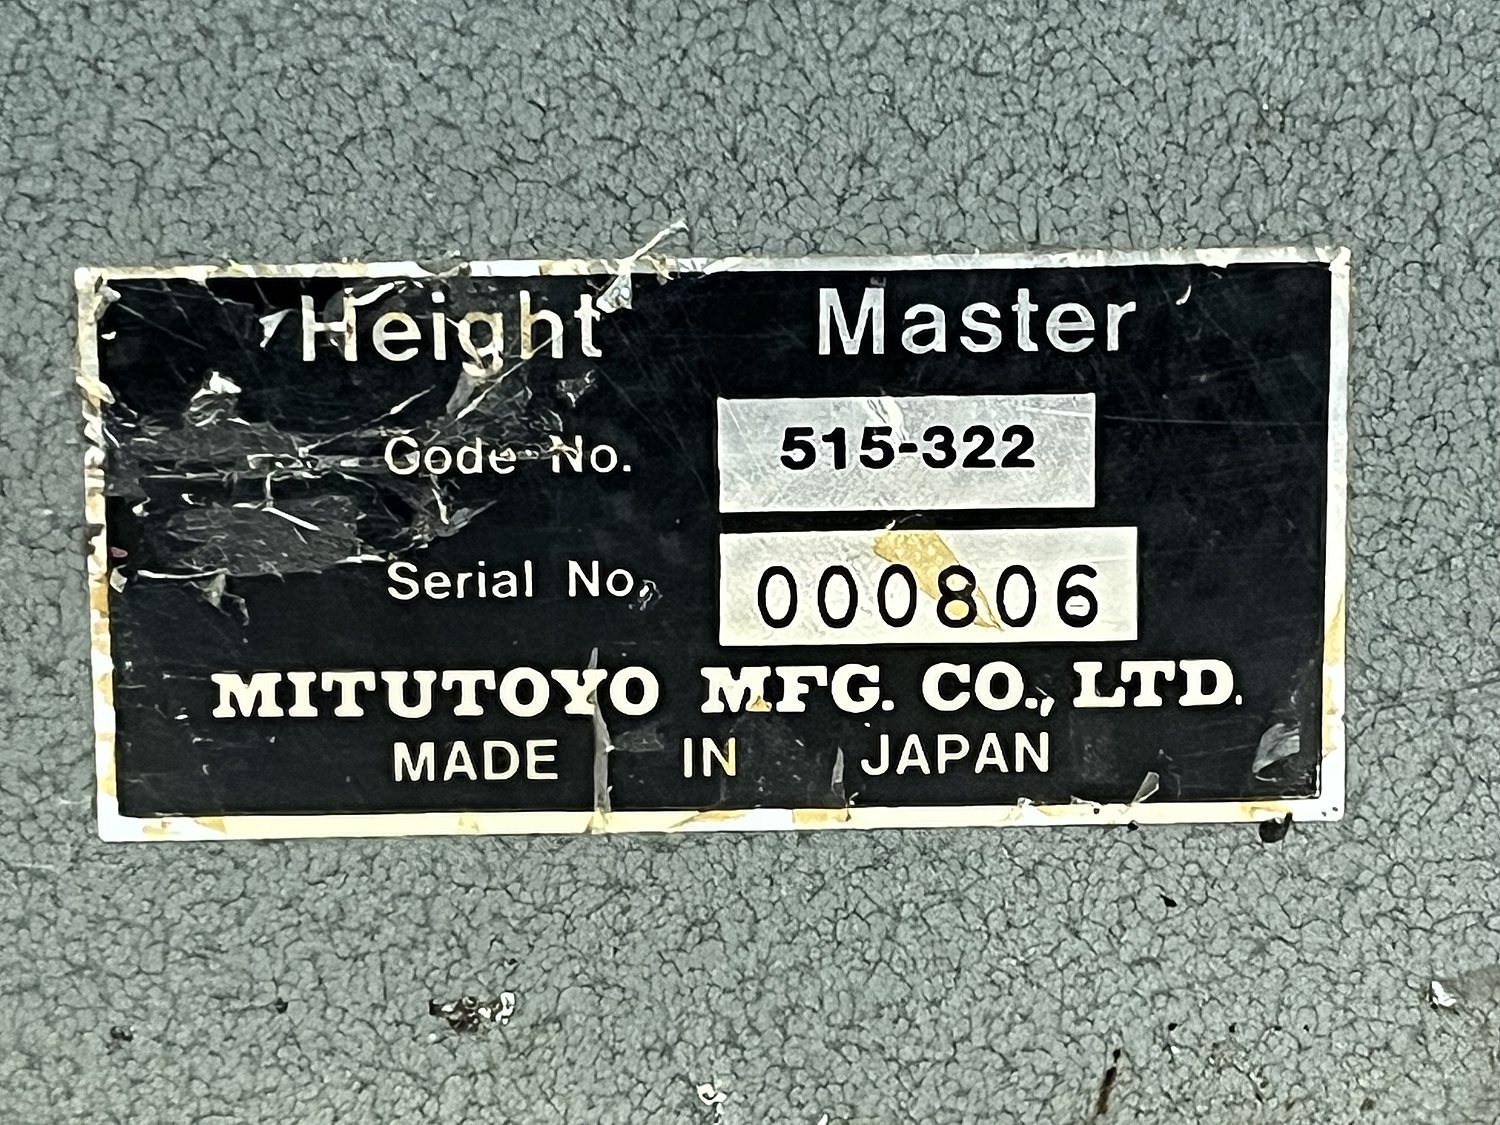 Height Master
Code No. 515-322
Serial No. 000806
MITUTOYO MFG. CO., LTD.
MADE IN JAPAN